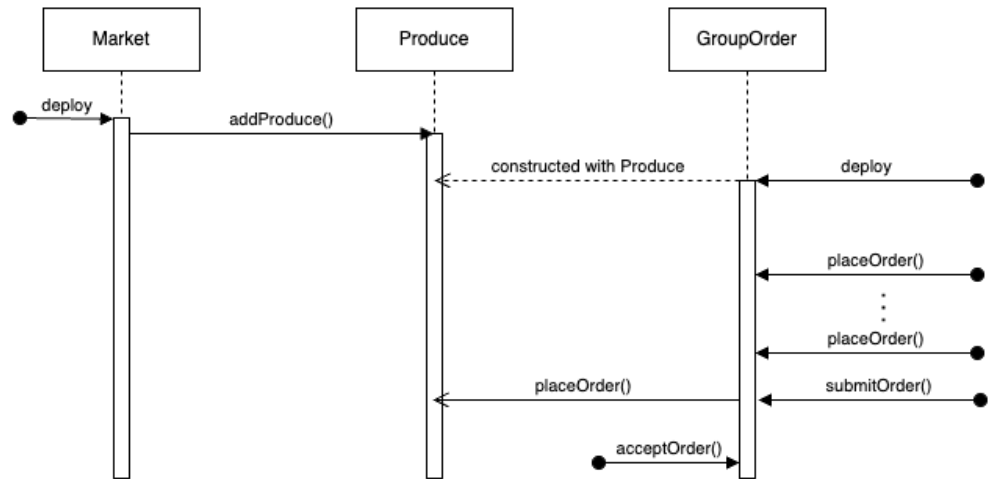 Market
Produce
GroupOrder
deploy
addProduce()
constructed with Produce
deploy
placeOrder()
placeOrder()
placeOrder()
submitOrder()
acceptOrder()